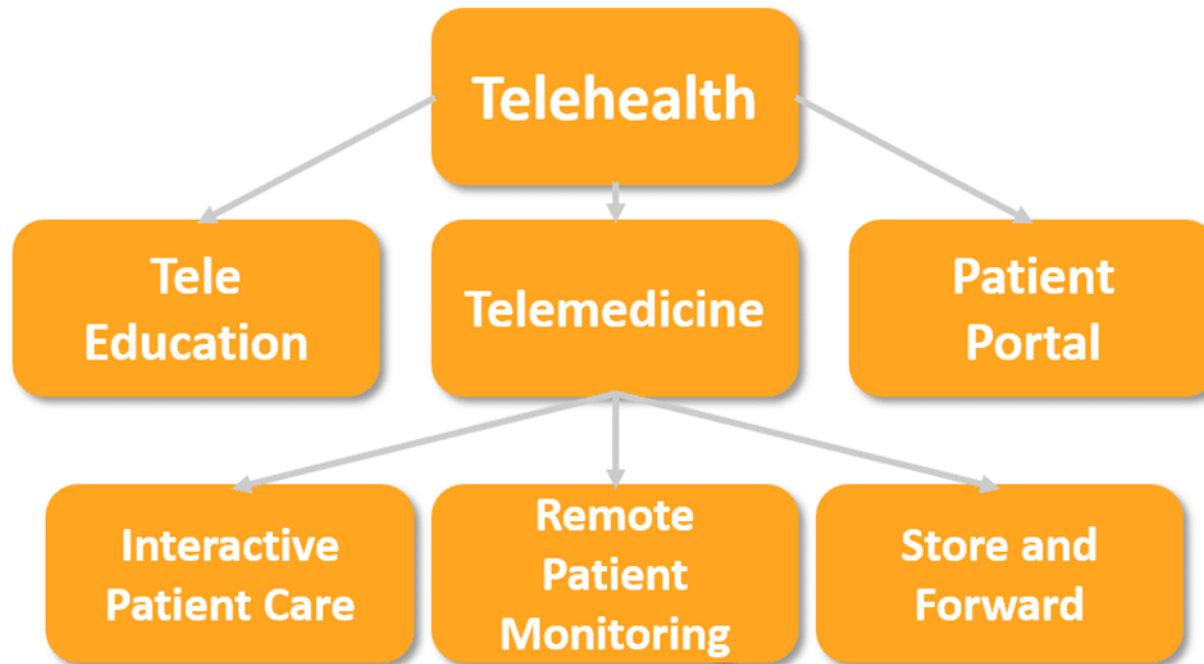 Telehealth
Tele
Education
Telemedicine
Patient
Portal
Interactive
Patient Care
Remote
Patient
Monitoring
Store and
Forward